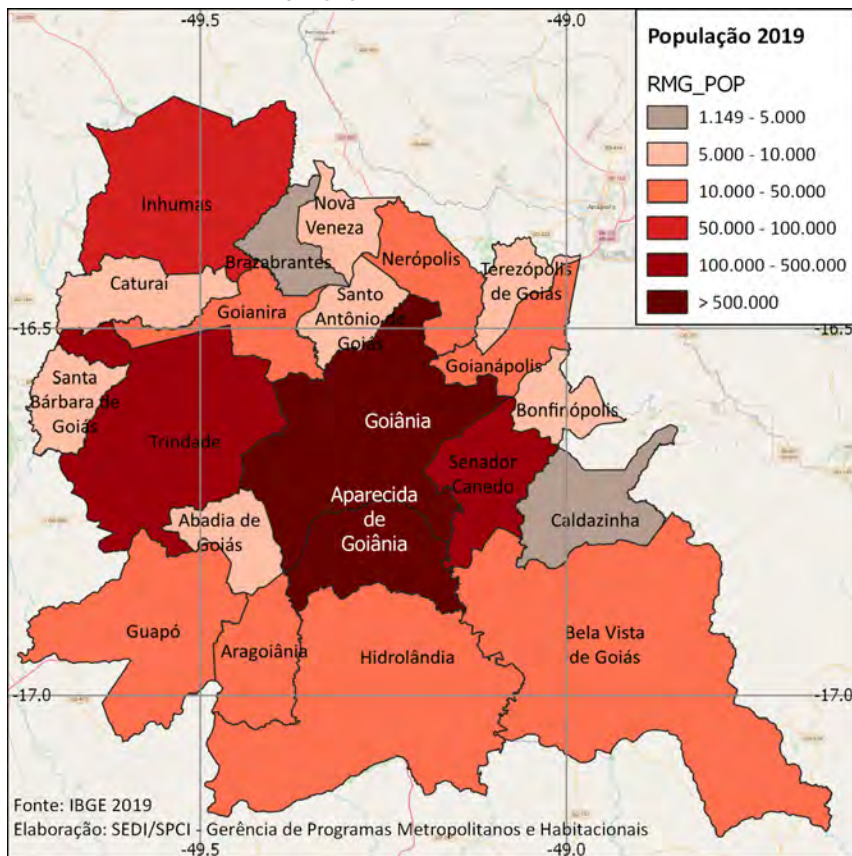 -49.5
-49.0
População 2019
RMG_POP
1.149 - 5.000
5.000 - 10.000
10.000 - 50.000
50.000 - 100.000
100.000 - 500.000
> 500.000
Inhumas
Nova
Veneza
Brazabrantes
Nerópolis
Terezópolis
de Goiás
Caturaí
Goianira
Santo
Antônio de
Goiás
-16.5
-16.5
Goianápolis
Santa
Bárbara de
Goiás
Bonfinópolis
Goiânia
Trindade
Senador
Canedo
Aparecida
de
Goiânia
Abadia de
Goiás
Caldazinha
Guapó
Aragoiânia
Hidrolândia
Bela Vista
de Goiás
-17.0
-17.0
Fonte: IBGE 2019
Elaboração: SEDI/SPCI - Gerência de Programas Metropolitanos e Habitacionais
-49.5
-49.0